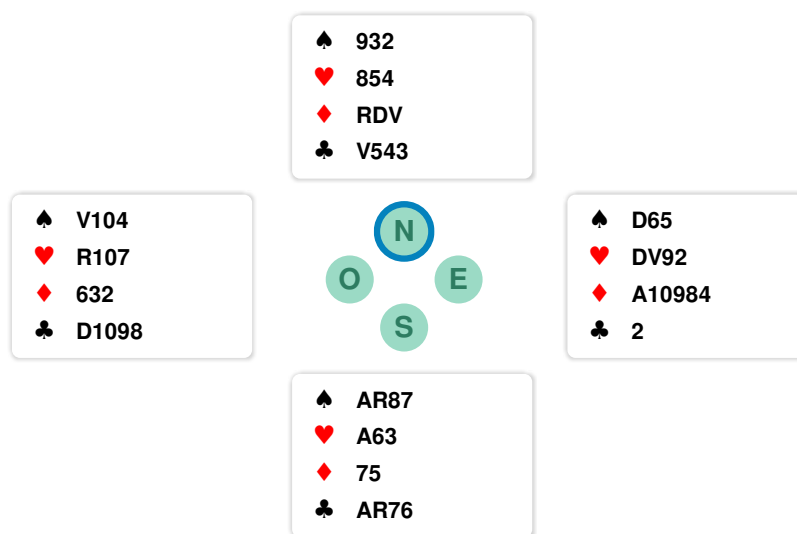 ♠ 932
♥ 854
♦ RDV
♣ V543
♠ V104
♥ R107
♦ 632
♣ D1098
N
O
E
S
♠ D65
♥ DV92
♦ A10984
♣ 2
♠ AR87
♥ A63
♦ 75
♣ AR76